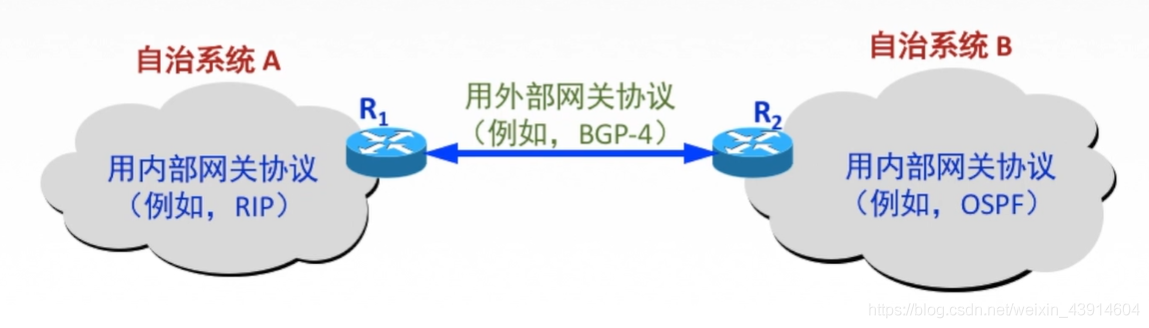 自治系统 A
自治系统 B
用外部网关协议
（例如，BGP-4）
R1
R2
用内部网关协议
（例如，RIP）
用内部网关协议
（例如，OSPF）
https://blog.csdn.net/weixin_43914604